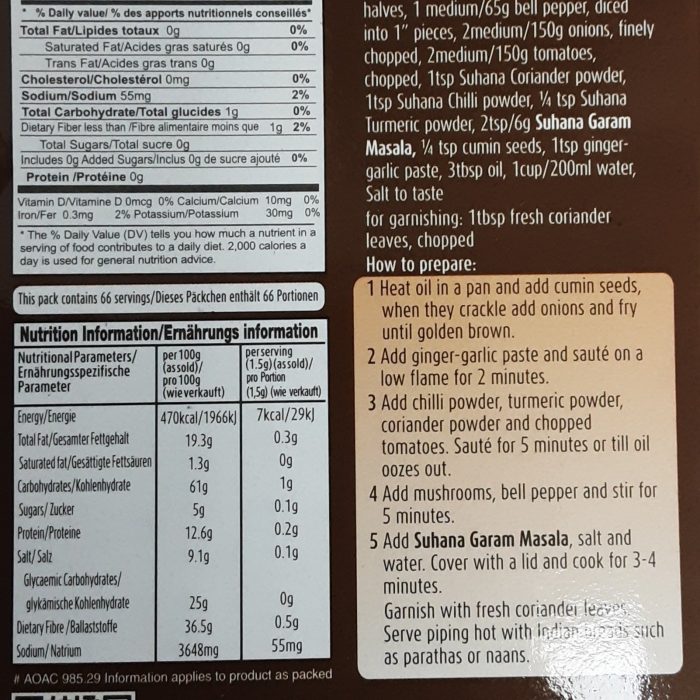 * % Daily value/ % des apports nutritionnels conseillés*
Total Fat/Lipides totaux 0g 0%
Saturated Fat/Acides gras saturés 0g 0%
Trans Fat/Acides gras trans 0g
Cholesterol/Cholestérol 0mg 0%
Sodium/Sodium 55mg 2%
Total Carbohydrate/Total glucides 1g 0%
Dietary Fiber less than /Fibre alimentaire moins que 1g 2%
Total Sugars/Total sucre 0g
Includes 0g Added Sugars/Inclus 0g de sucre ajouté 0%
Protein /Protéine 0g
Vitamin D/Vitamine D 0mcg 0% Calcium/Calcium 10mg 0%
Iron/Fer 0.3mg 2% Potassium/Potassium 30mg 0%
* The % Daily Value (DV) tells you how much a nutrient in a
serving of food contributes to a daily diet. 2,000 calories a
day is used for general nutrition advice.
This pack contains 66 servings/Dieses Päckchen enthält 66 Portionen
Nutrition Information/Ernährungs information
Nutritional Parameters/
Ernährungsspezifische
Parameter
per 100g
(as sold)/
pro 100g
(wie verkauft)
per serving
(1.5g)(as sold)/
pro Portion
(1,5g) (wie verkauft)
Energy/Energie 470kcal/1966kJ 7kcal/29kJ
Total Fat/Gesamter Fettgehalt 19.3g 0.3g
Saturated fat/Gesättigte Fettsäuren 1.3g 0g
Carbohydrates/Kohlenhydrate 61g 1g
Sugars/ Zucker 5g 0.1g
Protein/Proteine 12.6g 0.2g
Salt/ Salz 9.1g 0.1g
Glycaemic Carbohydrates/
glykämische Kohlenhydrate 25g 0g
Dietary Fibre /Ballaststoffe 36.5g 0.5g
Sodium/ Natrium 3648mg 55mg
# AOAC 985.29 Information applies to product as packed
halves, 1 medium/65g bell pepper, diced
into 1" pieces, 2medium/150g onions, finely
chopped, 2medium/150g tomatoes,
chopped, 1tsp Suhana Coriander powder,
1tsp Suhana Chilli powder, ¼ tsp Suhana
Turmeric powder, 2tsp/6g Suhana Garam
Masala, ¼ tsp cumin seeds, 1tsp ginger-
garlic paste, 3tbsp oil, 1cup/200ml water,
Salt to taste
for garnishing: 1tbsp fresh coriander
leaves, chopped
How to prepare:
1 Heat oil in a pan and add cumin seeds,
when they crackle add onions and fry
until golden brown.
2 Add ginger-garlic paste and sauté on a
low flame for 2 minutes.
3 Add chilli powder, turmeric powder,
coriander powder and chopped
tomatoes. Sauté for 5 minutes or till oil
oozes out.
4 Add mushrooms, bell pepper and stir for
5 minutes.
5 Add Suhana Garam Masala, salt and
water. Cover with a lid and cook for 3-4
minutes.
Garnish with fresh coriander leaves.
Serve piping hot with Indian breads such
as parathas or naans.